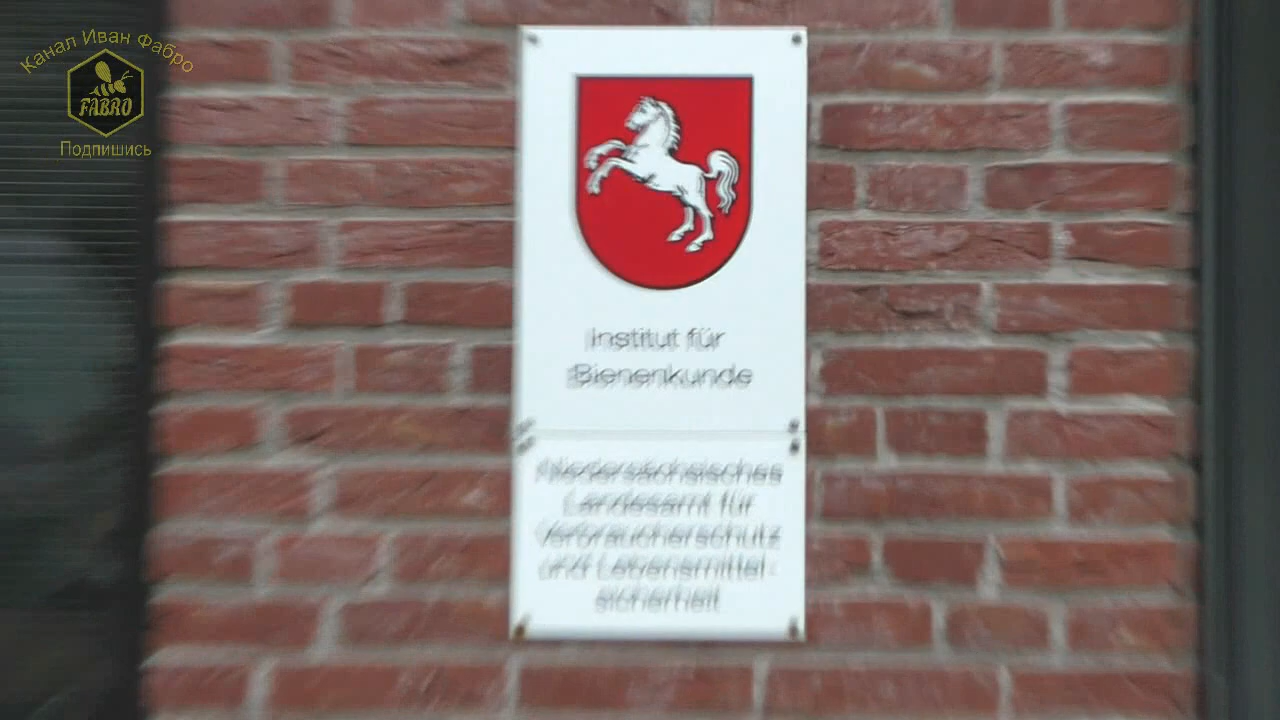 Канал Иван Фабро
FABRO
Подпишись
Institut für
Bienenkunde
Niedersächsisches
Landesamt für
Verbraucherschutz
und Lebensmittel-
sicherheit